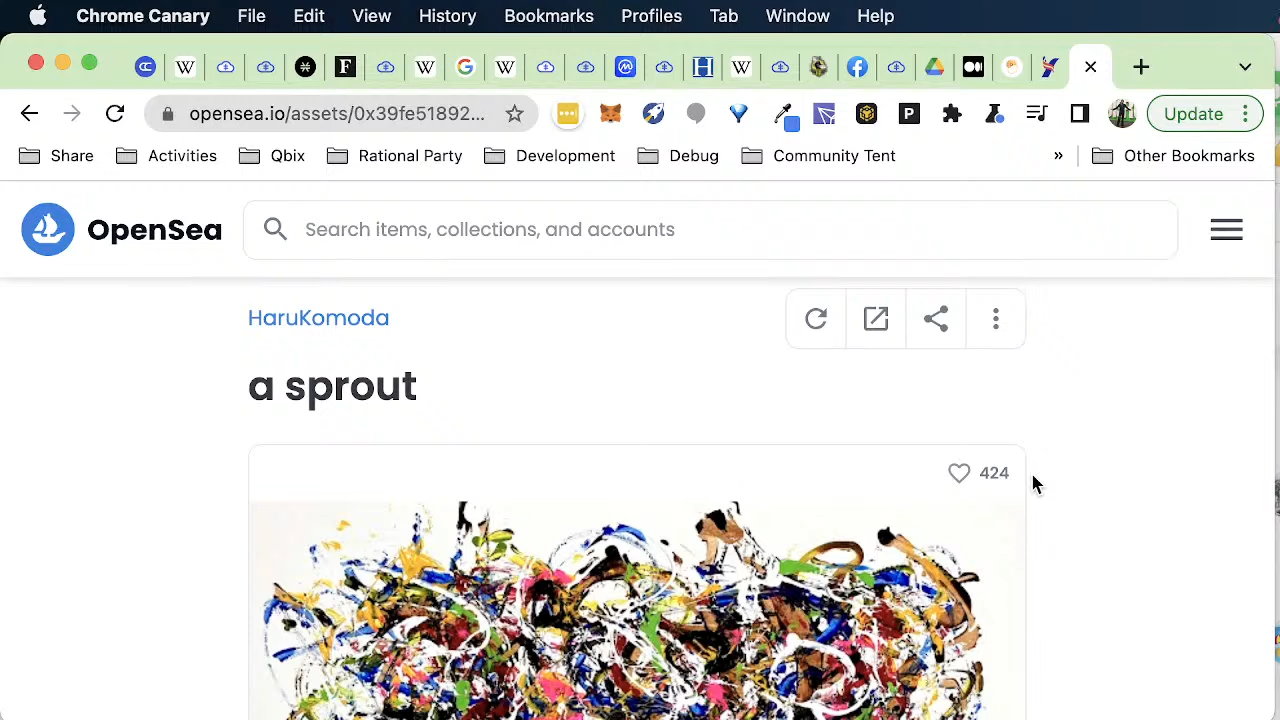 Chrome Canary File Edit View History Bookmarks Profiles Tab Window Help
opensea.io/assets/0x39fe51892... Update
Share Activities Qbix Rational Party Development Debug Community Tent » Other Bookmarks
OpenSea Search items, collections, and accounts
HaruKomoda
a sprout
424